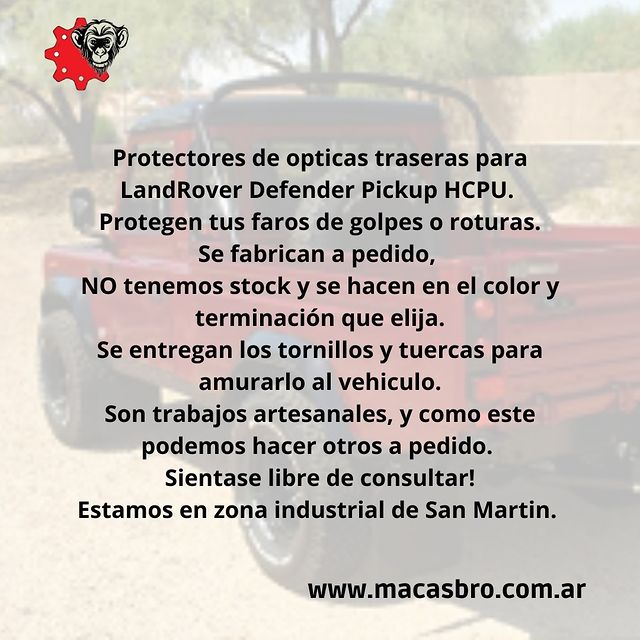 Protectores de opticas traseras para
LandRover Defender Pickup HCPU.
Protegen tus faros de golpes o roturas.
Se fabrican a pedido,
NO tenemos stock y se hacen en el color y
terminación que elija.
Se entregan los tornillos y tuercas para
amurarlo al vehiculo.
Son trabajos artesanales, y como este
podemos hacer otros a pedido.
Sientase libre de consultar!
Estamos en zona industrial de San Martin.
www.macasbro.com.ar